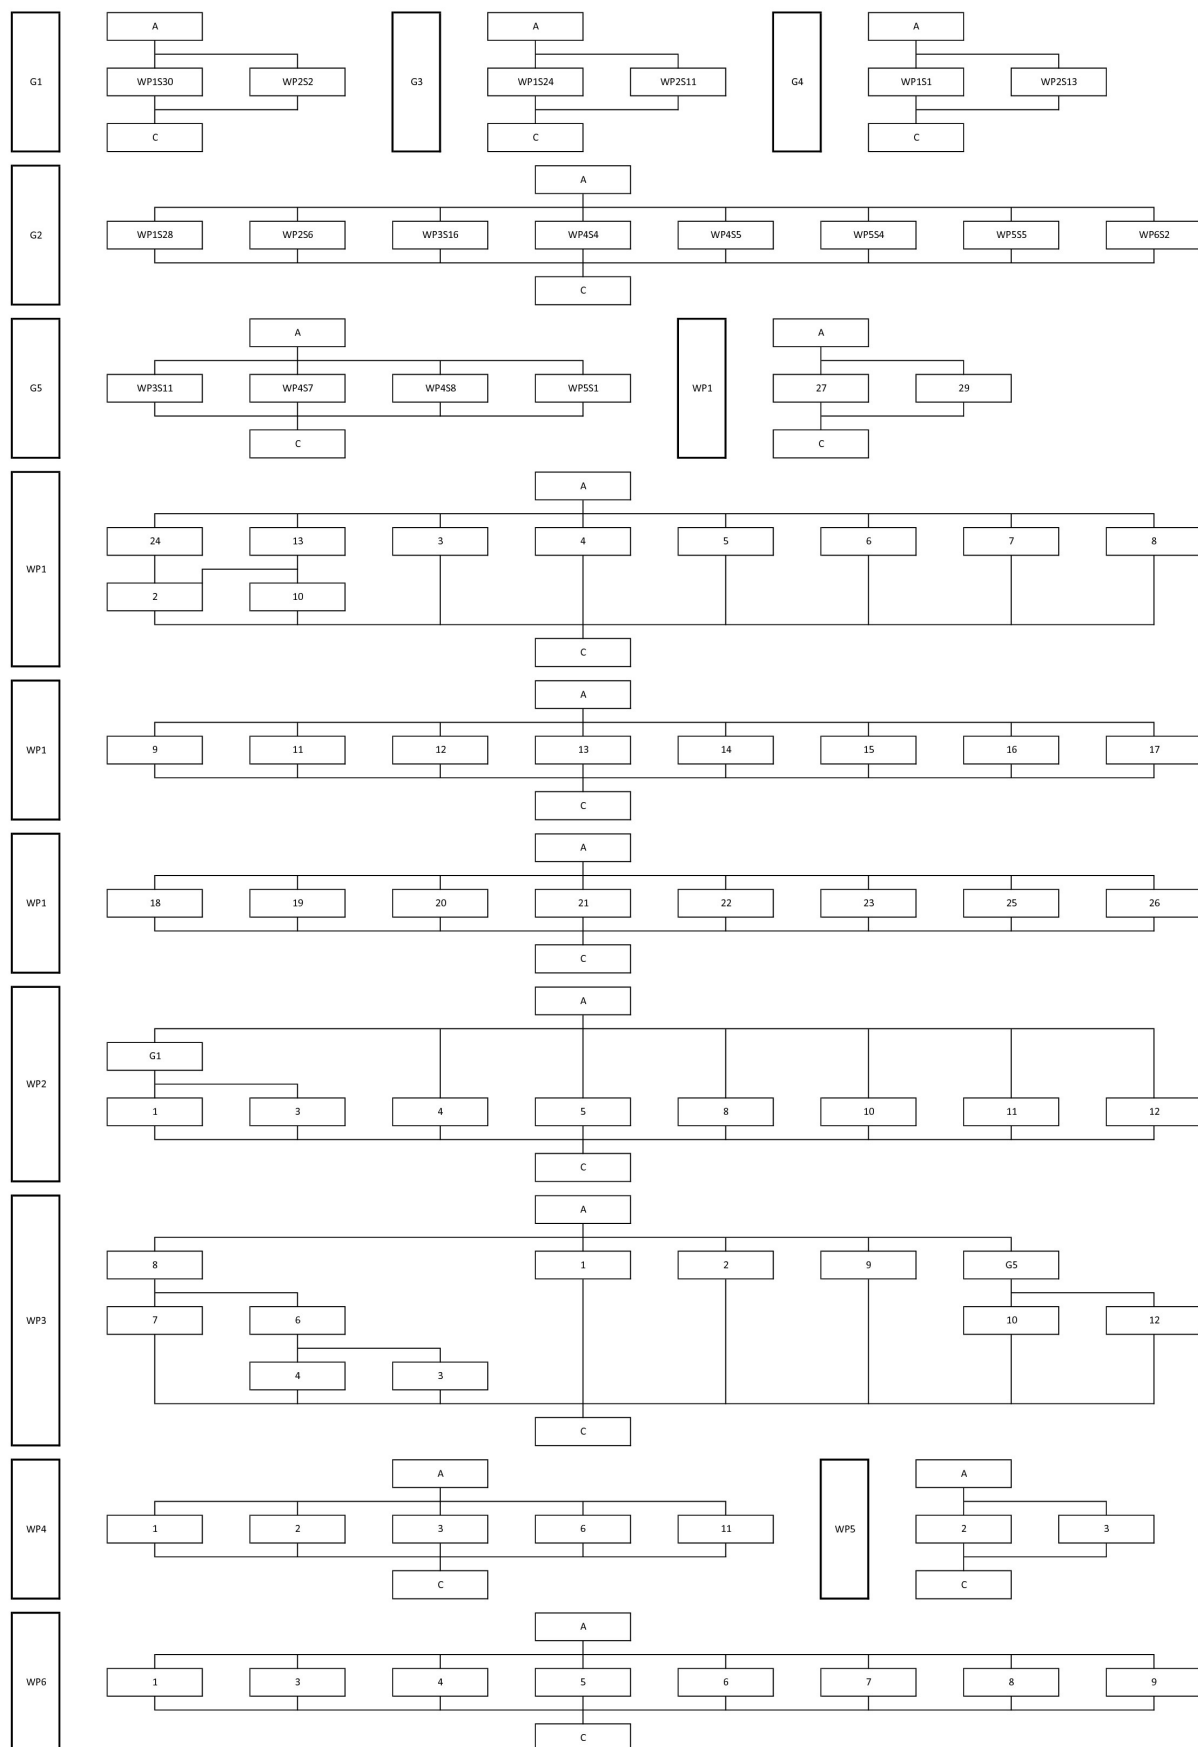 A A A
G1 WP1S30 WP2S2 G3 WP1S24 WP2S11 G4 WP1S1 WP2S13
C C C
A
G2 WP1S28 WP2S6 WP3S16 WP4S4 WP4S5 WP5S4 WP5S5 WP6S2
C
A A
G5 WP3S11 WP4S7 WP4S8 WP5S1 WP1 27 29
C C
A
24 13 3 4 5 6 7 8
WP1
2 10
C
A
WP1 9 11 12 13 14 15 16 17
C
A
WP1 18 19 20 21 22 23 25 26
C
A
G1
WP2
1 3 4 5 8 10 11 12
C
A
8 1 2 9 G5
WP3 7 6 10 12
4 3
C
A A
WP4 1 2 3 6 11 WP5 2 3
C C
A
WP6 1 3 4 5 6 7 8 9
C